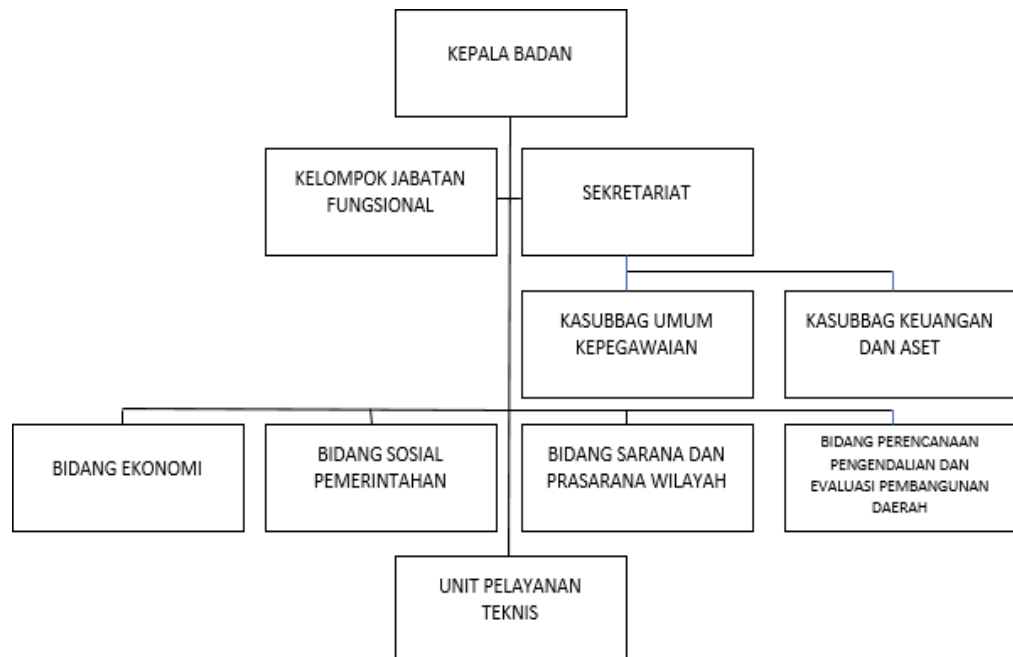 KEPALA BADAN
KELOMPOK JABATAN
FUNGSIONAL
SEKRETARIAT
KASUBBAG UMUM
KEPEGAWAIAN
KASUBBAG KEUANGAN
DAN ASET
BIDANG EKONOMI
BIDANG SOSIAL
PEMERINTAHAN
BIDANG SARANA DAN
PRASARANA WILAYAH
BIDANG PERENCANAAN
PENGENDALIAN DAN
EVALUASI PEMBANGUNAN
DAERAH
UNIT PELAYANAN
TEKNIS